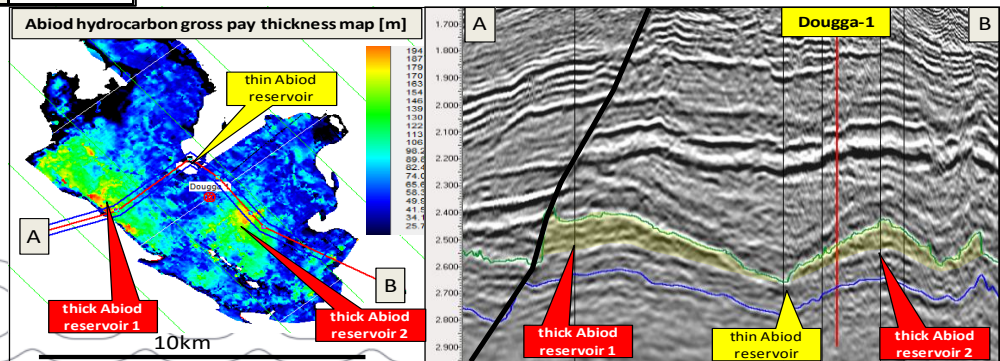 Abiod hydrocarbon gross pay thickness map [m]
194
187
179
170
163
154
146
139
130
122
113
106
98.2
89.8
82.4
74.0
65.6
58.3
49.9
41.5
34.1
25.7
thin Abiod
reservoir
Dougga 1
A
B
thick Abiod
reservoir 1
thick Abiod
reservoir 2
10km
A
Dougga-1
B
1.700
1.800
1.900
2.000
2.100
2.200
2.300
2.400
2.500
2.600
2.700
2.800
2.900
thick Abiod
reservoir 1
thin Abiod
reservoir
thick Abiod
reservoir 2